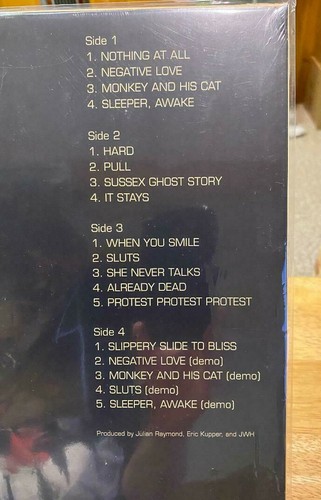 Side 1
1. NOTHING AT ALL
2. NEGATIVE LOVE
3. MONKEY AND HIS CAT
4. SLEEPER, AWAKE
Side 2
1. HARD
2. PULL
3. SUSSEX GHOST STORY
4. IT STAYS
Side 3
1. WHEN YOU SMILE
2. SLUTS
3. SHE NEVER TALKS
4. ALREADY DEAD
5. PROTEST PROTEST PROTEST
Side 4
1. SLIPPERY SLIDE TO BLISS
2. NEGATIVE LOVE (demo)
3. MONKEY AND HIS CAT (demo)
4. SLUTS (demo)
5. SLEEPER, AWAKE (demo)
Produced by Julian Raymond, Eric Kupper, and JWH